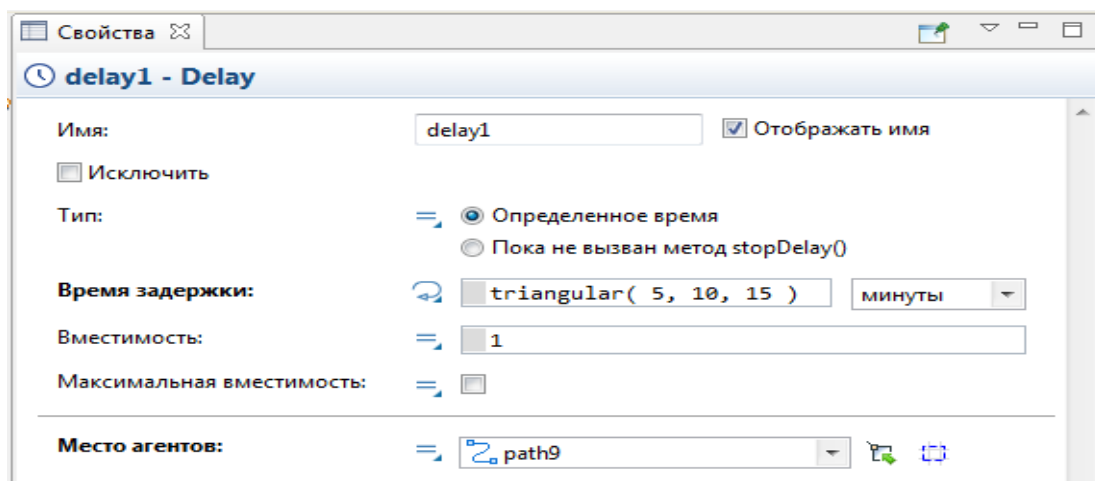 Свойства
delay1 - Delay
Имя: delay1 Отображать имя
Исключить
Тип: Определенное время
Пока не вызван метод stopDelay()
Время задержки: triangular( 5, 10, 15 ) минуты
Вместимость: 1
Максимальная вместимость:
Место агентов: path9